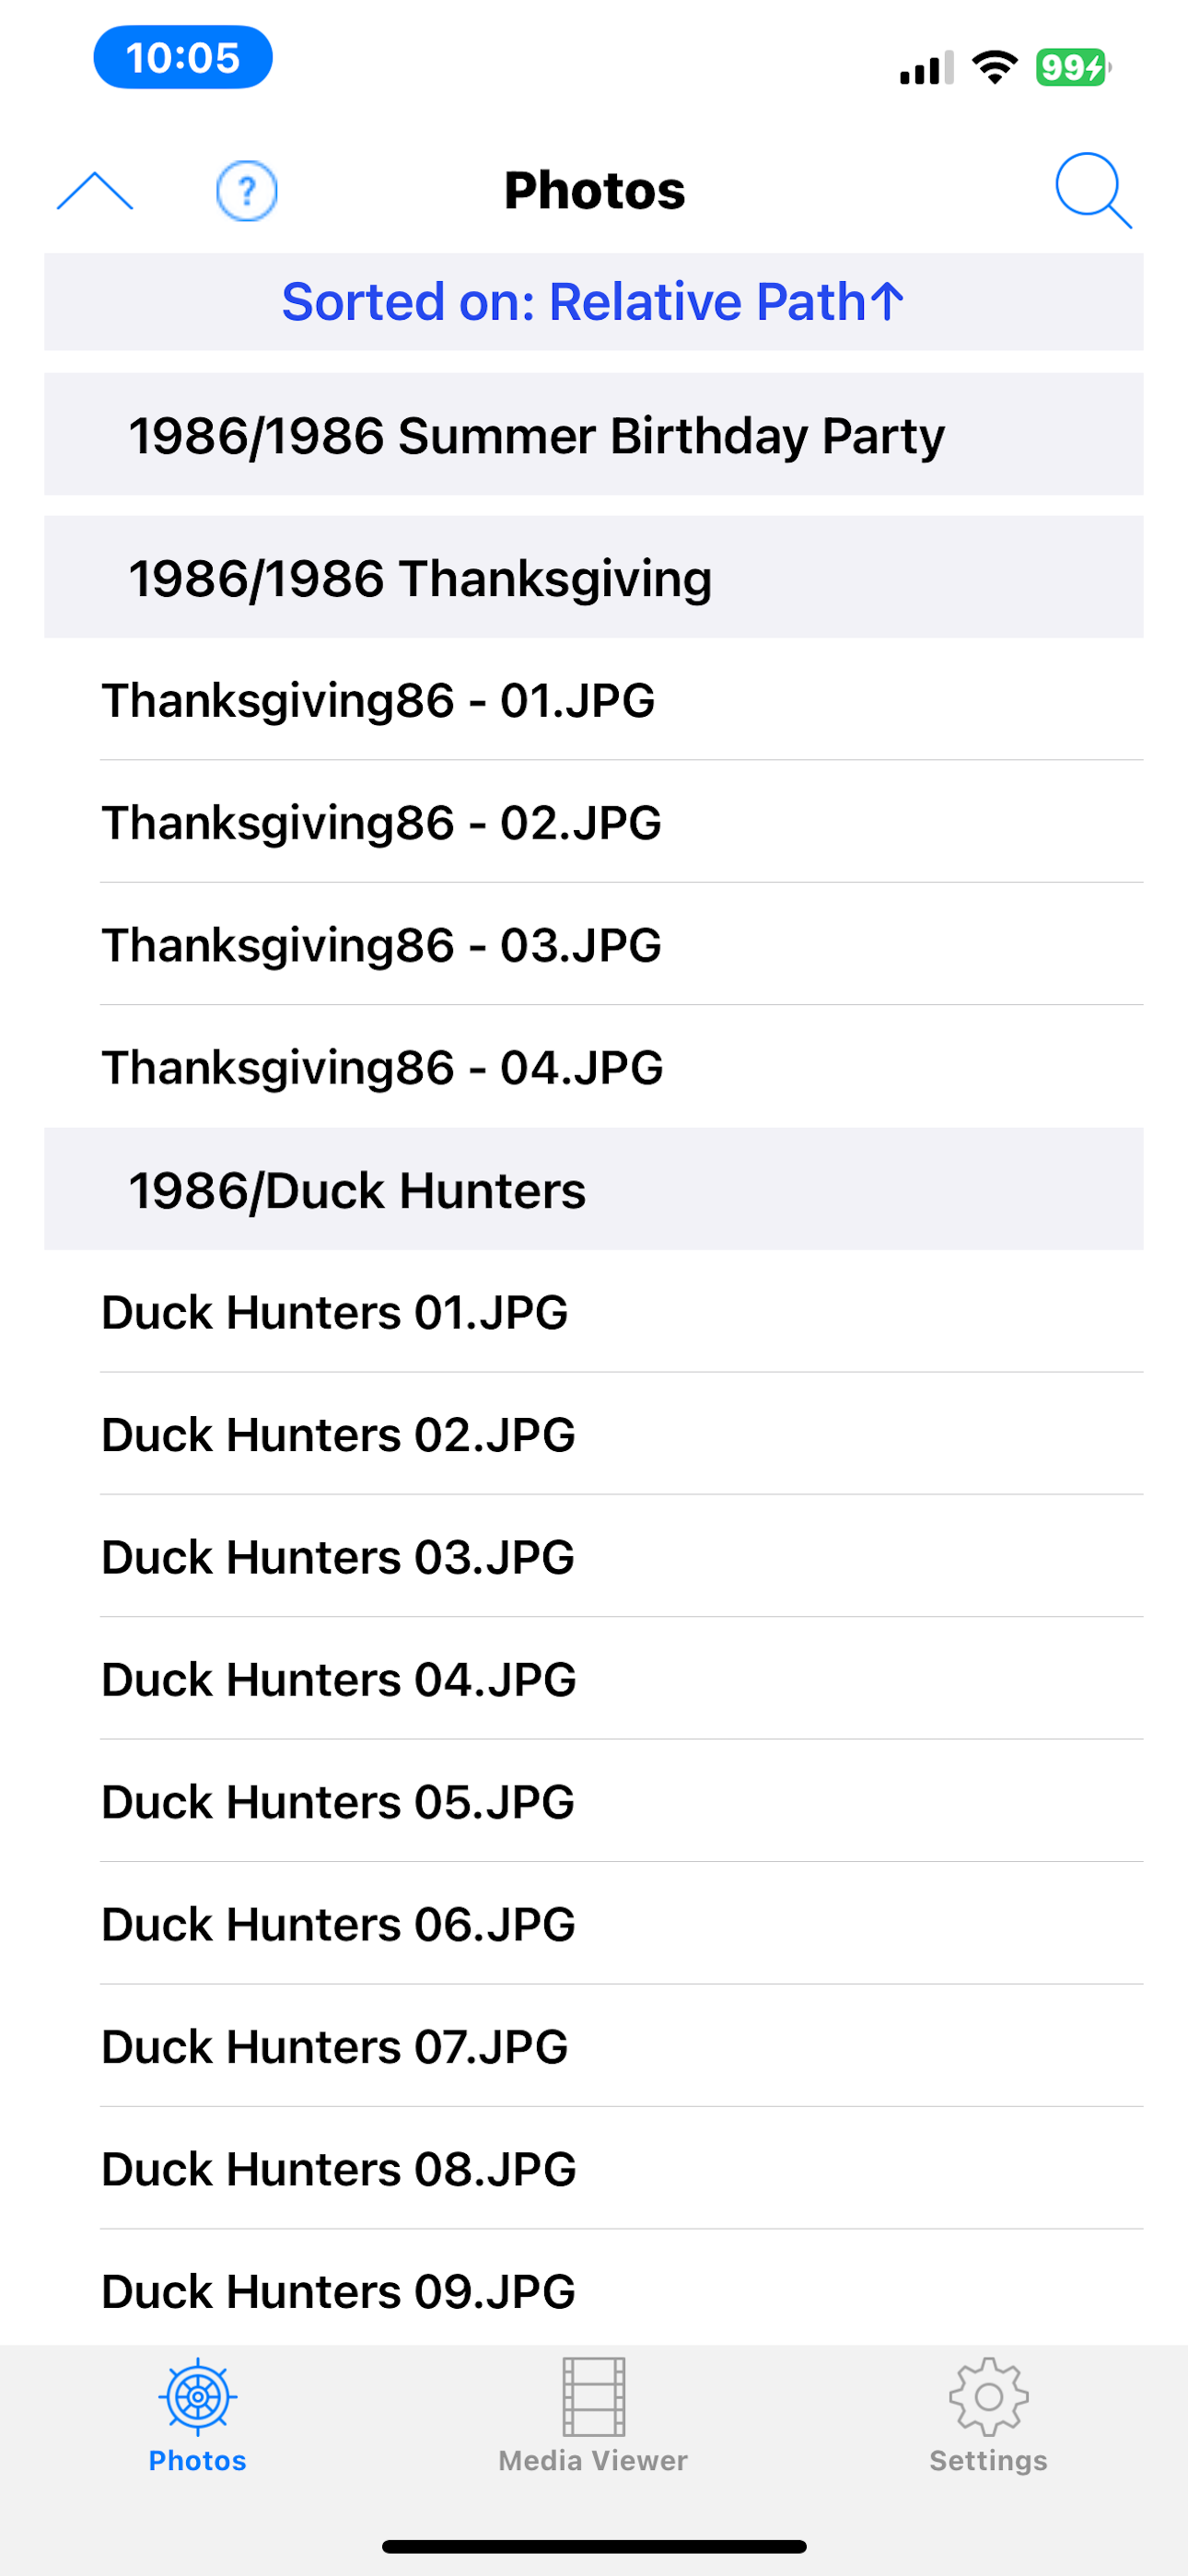 10:05
99
?
Photos
Sorted on: Relative Path↑
1986/1986 Summer Birthday Party
1986/1986 Thanksgiving
Thanksgiving86 - 01.JPG
Thanksgiving86 - 02.JPG
Thanksgiving86 - 03.JPG
Thanksgiving86 - 04.JPG
1986/Duck Hunters
Duck Hunters 01.JPG
Duck Hunters 02.JPG
Duck Hunters 03.JPG
Duck Hunters 04.JPG
Duck Hunters 05.JPG
Duck Hunters 06.JPG
Duck Hunters 07.JPG
Duck Hunters 08.JPG
Duck Hunters 09.JPG
Photos
Media Viewer
Settings